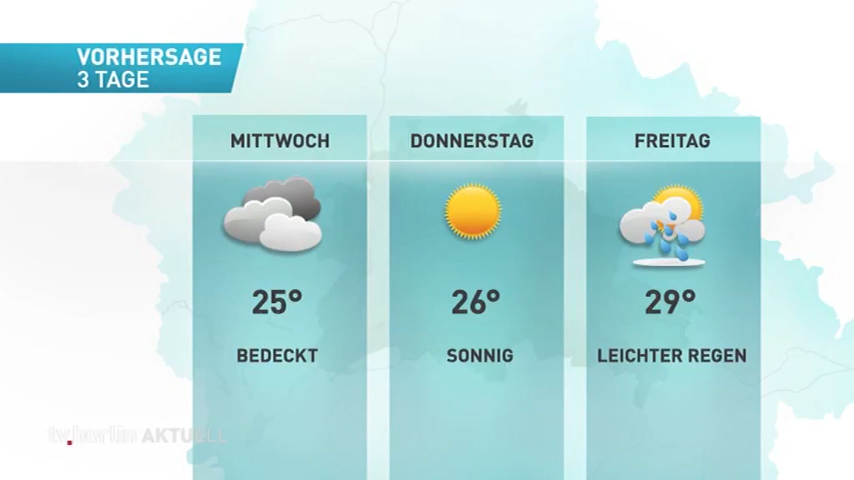 VORHERSAGE
3 TAGE
MITTWOCH
DONNERSTAG
FREITAG
25°
26°
29°
BEDECKT
SONNIG
LEICHTER REGEN
tv.berlin AKTUELL